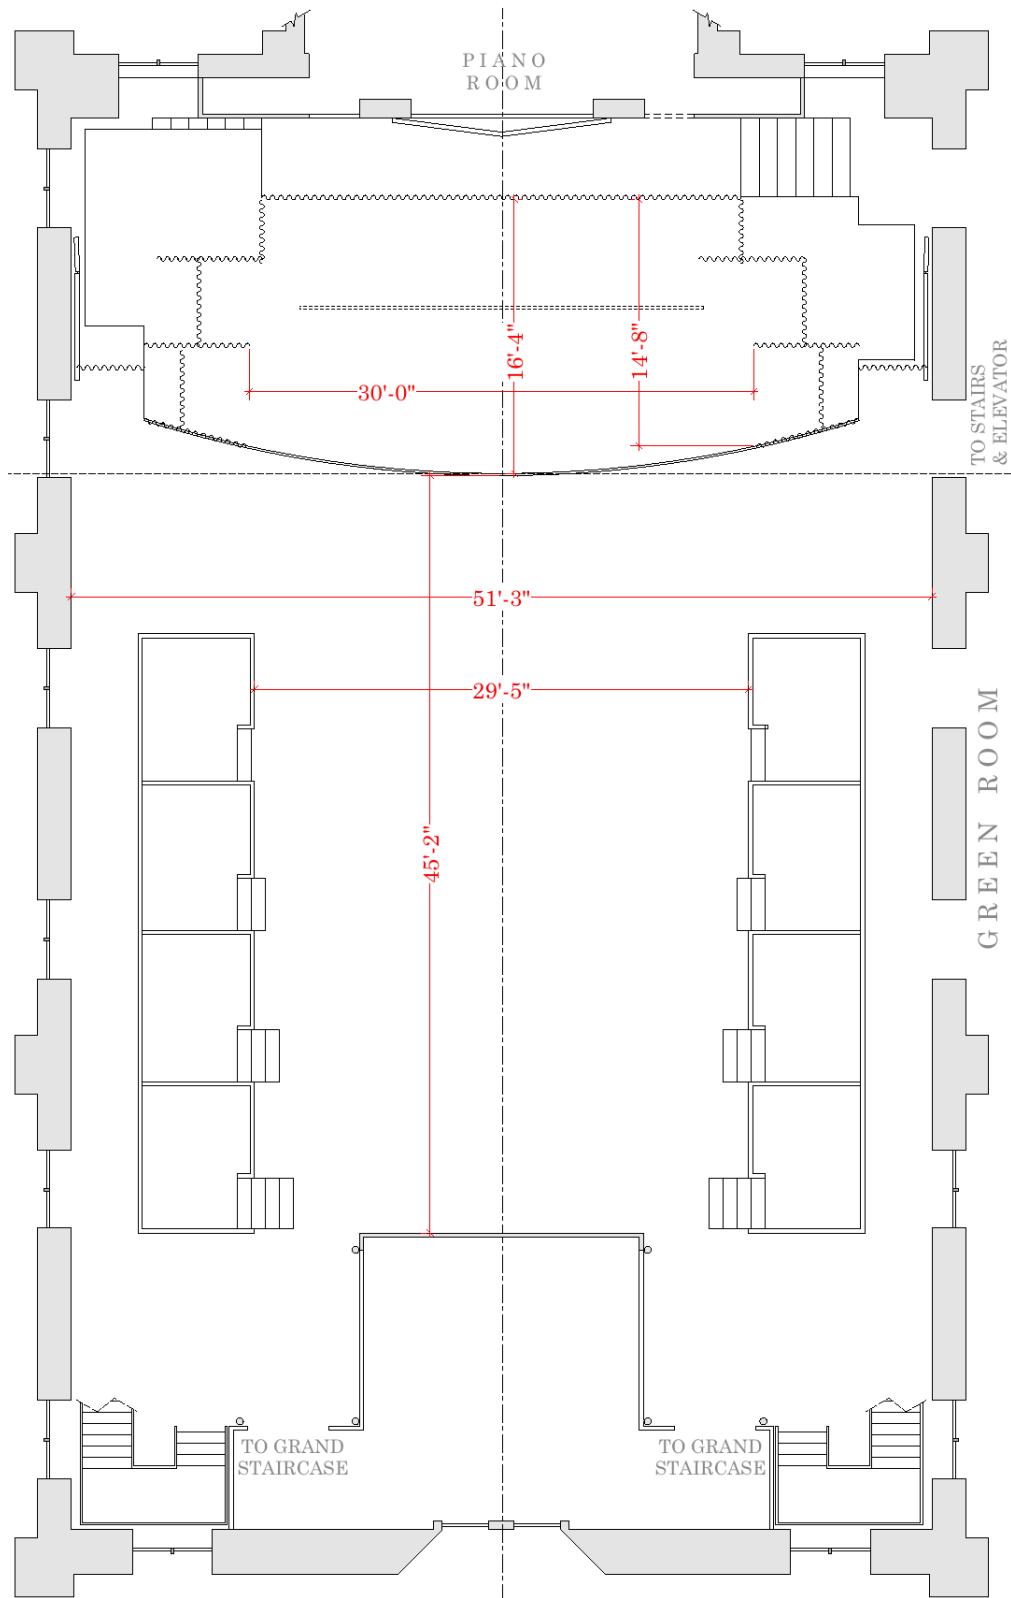 PIANO
ROOM
16'-4"
14'-8"
30'-0"
TO STAIRS
& ELEVATOR
51'-3"
29'-5"
GREEN ROOM
45'-2"
TO GRAND
STAIRCASE
TO GRAND
STAIRCASE